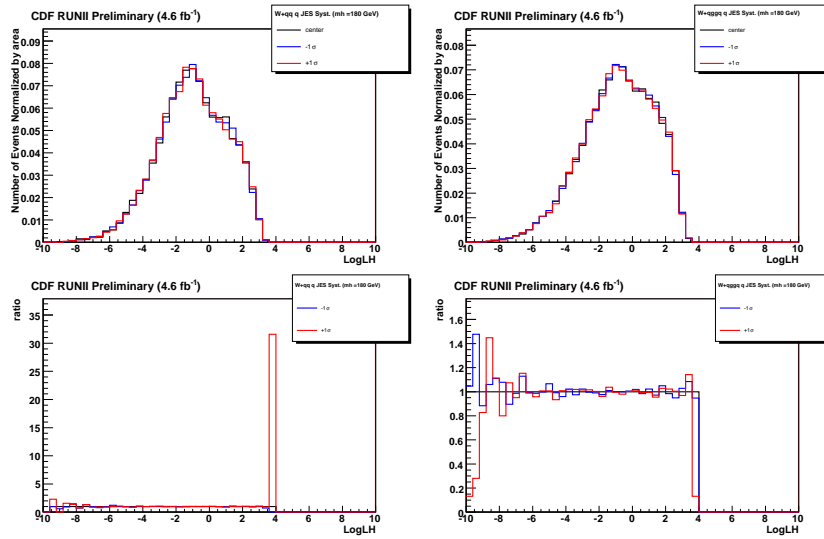 CDF RUNII Preliminary (4.6 fb⁻¹)
W+qq q JES Syst. (mh =180 GeV)
center
-1 σ
+1 σ
Number of Events Normalized by area
0.09
0.08
0.07
0.06
0.05
0.04
0.03
0.02
0.01
0
-10 -8 -6 -4 -2 0 2 4 6 8 10
LogLH
CDF RUNII Preliminary (4.6 fb⁻¹)
W+qggq q JES Syst. (mh =180 GeV)
center
-1 σ
+1 σ
Number of Events Normalized by area
0.08
0.07
0.06
0.05
0.04
0.03
0.02
0.01
0
-10 -8 -6 -4 -2 0 2 4 6 8 10
LogLH
CDF RUNII Preliminary (4.6 fb⁻¹)
W+qq q JES Syst. (mh =180 GeV)
-1 σ
+1 σ
ratio
35
30
25
20
15
10
5
0
-10 -8 -6 -4 -2 0 2 4 6 8 10
LogLH
CDF RUNII Preliminary (4.6 fb⁻¹)
W+qggq q JES Syst. (mh =180 GeV)
-1 σ
+1 σ
ratio
1.6
1.4
1.2
1
0.8
0.6
0.4
0.2
0
-10 -8 -6 -4 -2 0 2 4 6 8 10
LogLH